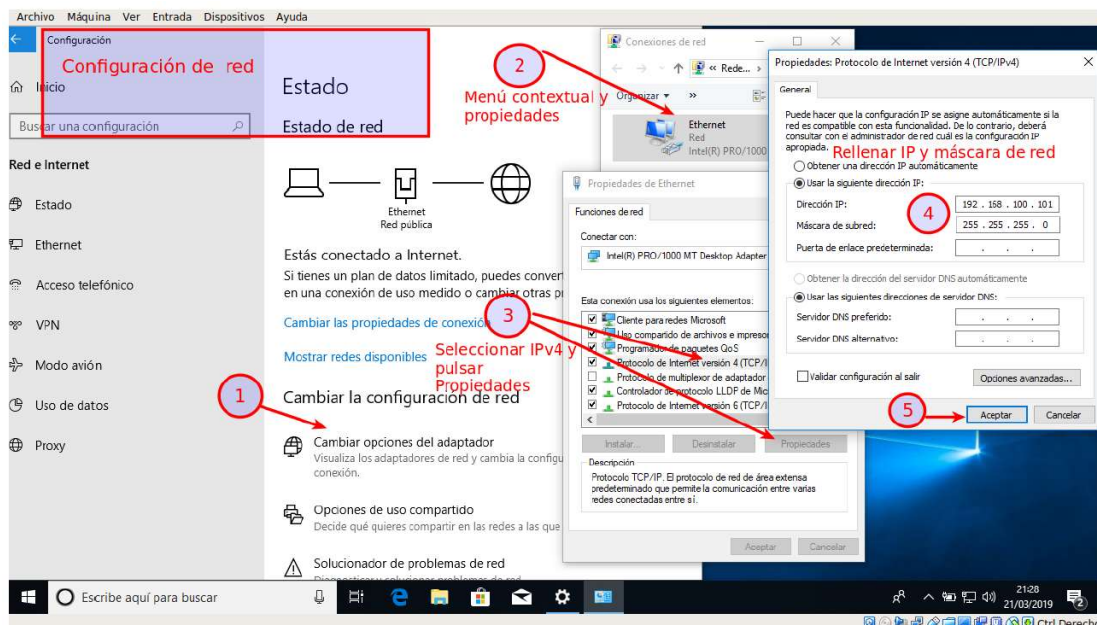 Archivo Máquina Ver Entrada Dispositivos Ayuda
Configuración
Configuración de red
Inicio
Buscar una configuración
Red e Internet
Estado
Ethernet
Acceso telefónico
VPN
Modo avión
Uso de datos
Proxy
Estado
Estado de red
Ethernet
Red pública
Estás conectado a Internet.
Si tienes un plan de datos limitado, puedes conver
en una conexión de uso medido o cambiar otras p
Cambiar las propiedades de conexión
Mostrar redes disponibles
Cambiar la configuración de red
1
Cambiar opciones del adaptador
Visualiza los adaptadores de red y cambia la configu
conexión.
Opciones de uso compartido
Decide qué quieres compartir en las redes a las que
Solucionador de problemas de red
2
Menú contextual y
propiedades
Conexiones de red
« Rede... ›
Organizar »
Ethernet
Red
Intel(R) PRO/1000
3
Seleccionar IPv4 y
pulsar
Propiedades
Propiedades de Ethernet
Funciones de red
Conectar con:
Intel(R) PRO/1000 MT Desktop Adapter
Esta conexión usa los siguientes elementos:
Cliente para redes Microsoft
Uso compartido de archivos e impresor
Programador de paquetes QoS
Protocolo de Internet versión 4 (TCP/I
Protocolo de multiplexor de adaptador
Controlador de protocolo LLDP de Mic
Protocolo de Internet versión 6 (TCP/I
Instalar... Desinstalar Propiedades
Descripción
Protocolo TCP/IP. El protocolo de red de área extensa
predeterminado que permite la comunicación entre varias
redes conectadas entre sí.
Aceptar Cancelar
Propiedades: Protocolo de Internet versión 4 (TCP/IPv4)
General
Puede hacer que la configuración IP se asigne automáticamente si la
red es compatible con esta funcionalidad. De lo contrario, deberá
consultar con el administrador de red cuál es la configuración IP
apropiada.
Rellenar IP y máscara de red
Obtener una dirección IP automáticamente
Usar la siguiente dirección IP:
4
Dirección IP: 192 . 168 . 100 . 101
Máscara de subred: 255 . 255 . 255 . 0
Puerta de enlace predeterminada: . . .
Obtener la dirección del servidor DNS automáticamente
Usar las siguientes direcciones de servidor DNS:
Servidor DNS preferido: . . .
Servidor DNS alternativo: . . .
Validar configuración al salir Opciones avanzadas...
5
Aceptar Cancelar
Escribe aquí para buscar
21:28
21/03/2019
2
Ctrl Derecho